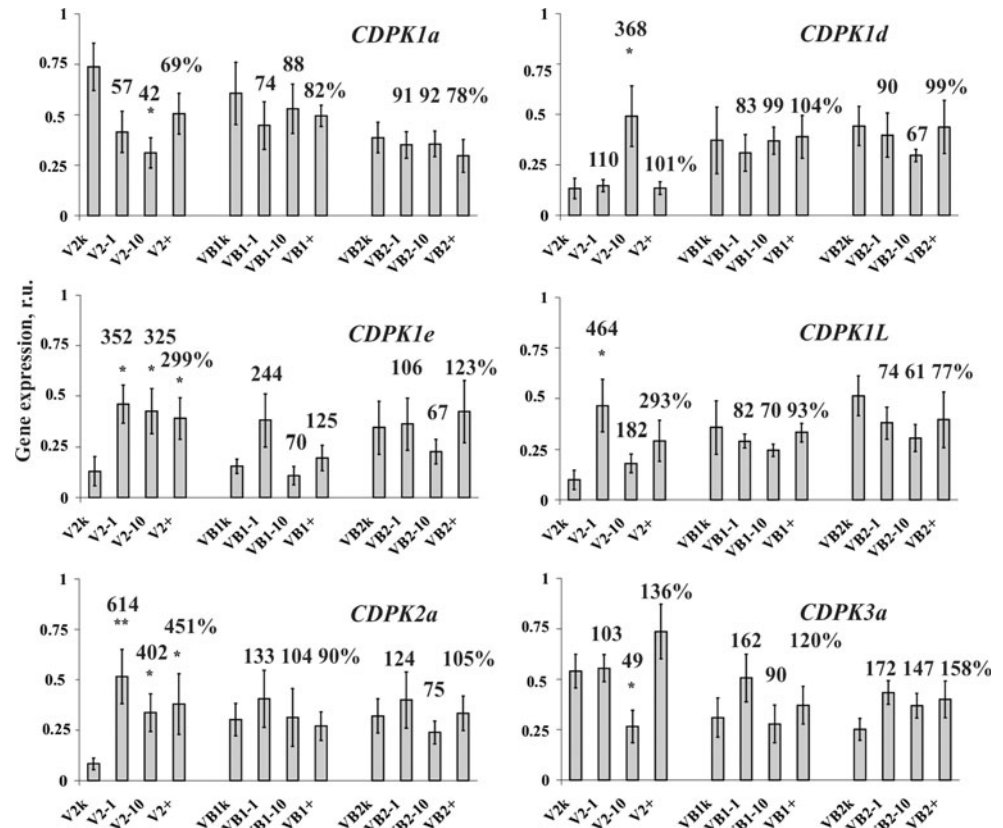 Gene expression, r.u.
1
0.75
0.5
0.25
0
CDPK1a
57 42 69% 74 88 82% 91 92 78%
*
V2k V2-1 V2-10 V2+ VB1k VB1-1 VB1-10 VB1+ VB2k VB2-1 VB2-10 VB2+
1
0.75
0.5
0.25
0
CDPK1d
110 368 101% 83 99 104% 90 67 99%
*
V2k V2-1 V2-10 V2+ VB1k VB1-1 VB1-10 VB1+ VB2k VB2-1 VB2-10 VB2+
1
0.75
0.5
0.25
0
CDPK1e
352 325 299% 244 70 125 106 67 123%
* * *
V2k V2-1 V2-10 V2+ VB1k VB1-1 VB1-10 VB1+ VB2k VB2-1 VB2-10 VB2+
1
0.75
0.5
0.25
0
CDPK1L
464 182 293% 82 70 93% 74 61 77%
*
V2k V2-1 V2-10 V2+ VB1k VB1-1 VB1-10 VB1+ VB2k VB2-1 VB2-10 VB2+
1
0.75
0.5
0.25
0
CDPK2a
614 402 451% 133 104 90% 124 75 105%
** * *
V2k V2-1 V2-10 V2+ VB1k VB1-1 VB1-10 VB1+ VB2k VB2-1 VB2-10 VB2+
1
0.75
0.5
0.25
0
CDPK3a
103 49 136% 162 90 120% 172 147 158%
*
V2k V2-1 V2-10 V2+ VB1k VB1-1 VB1-10 VB1+ VB2k VB2-1 VB2-10 VB2+